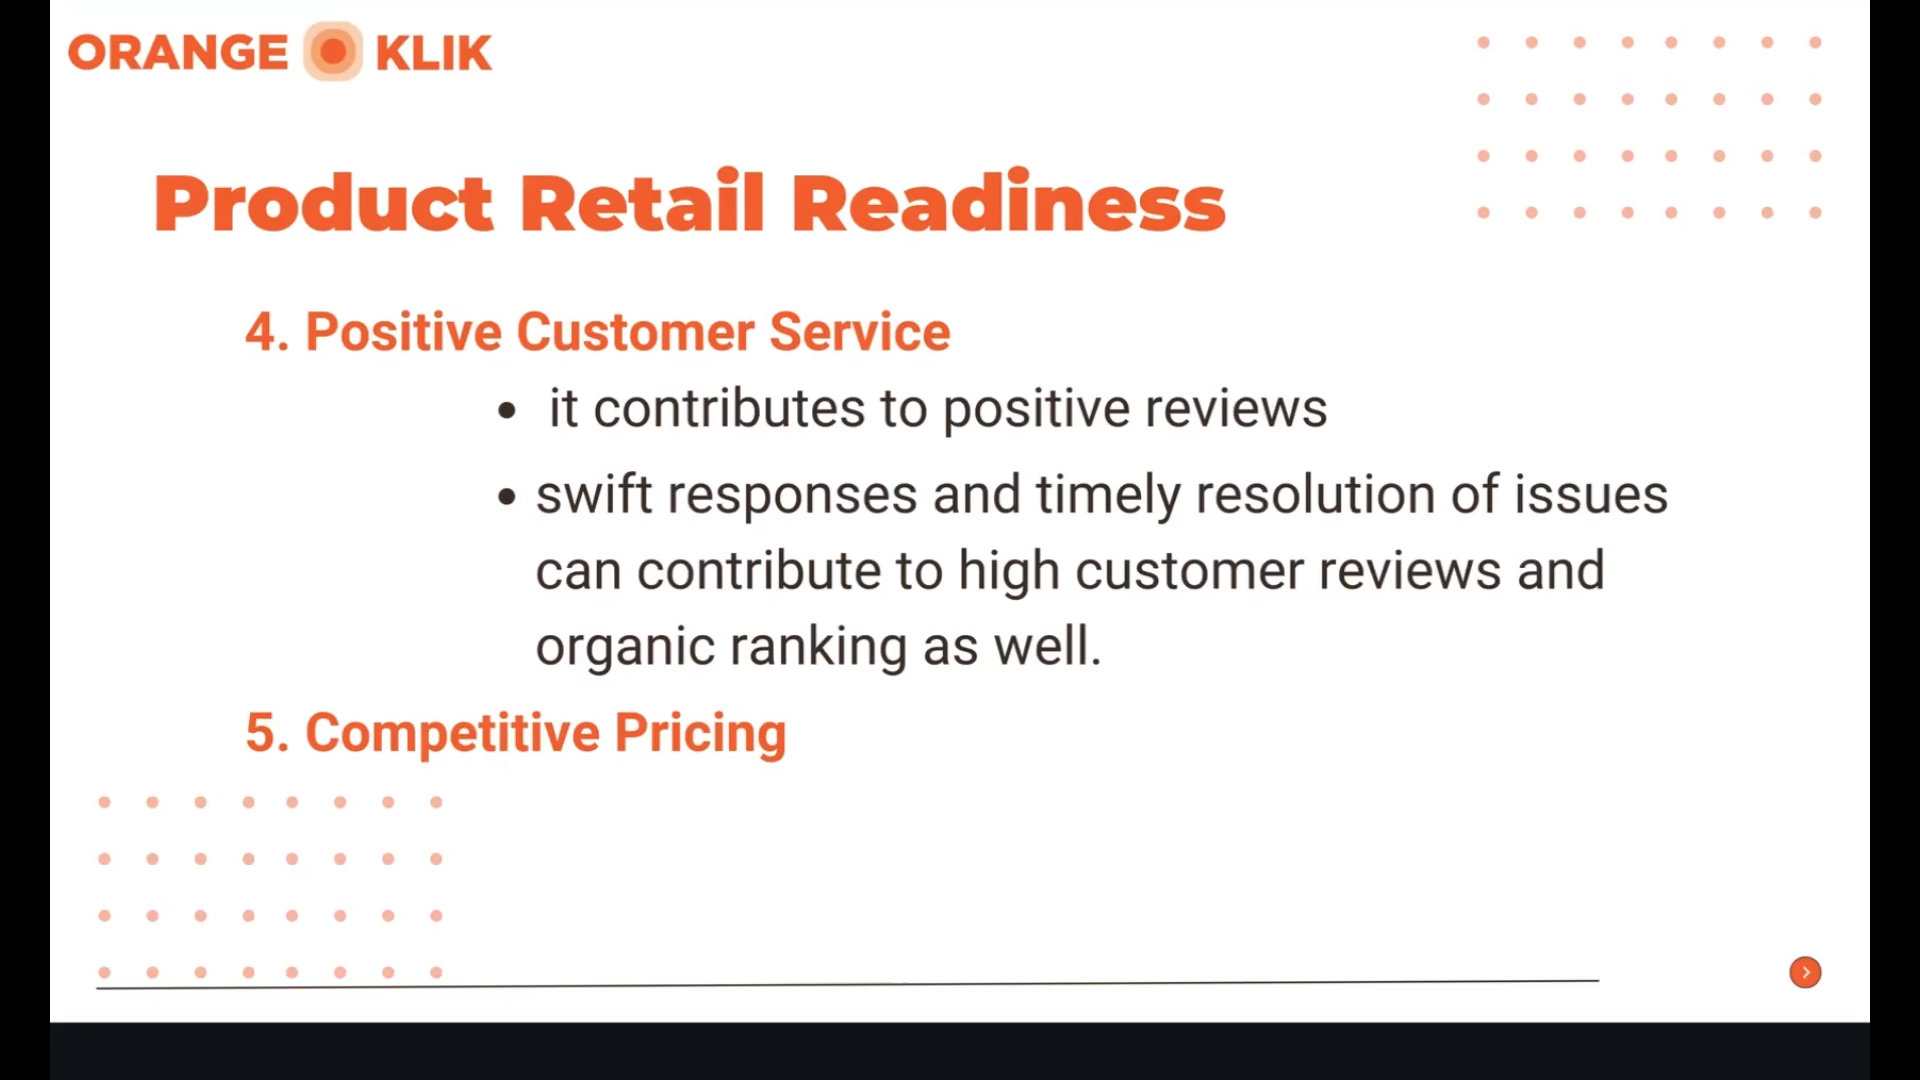 ORANGE KLIK
Product Retail Readiness
4. Positive Customer Service
• it contributes to positive reviews
• swift responses and timely resolution of issues
can contribute to high customer reviews and
organic ranking as well.
5. Competitive Pricing